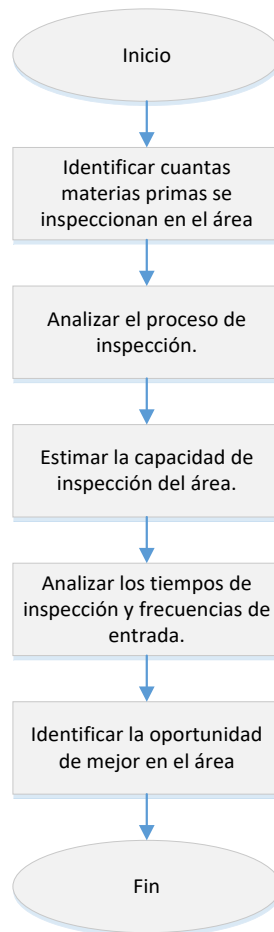 Inicio
Identificar cuantas
materias primas se
inspeccionan en el área
Analizar el proceso de
inspección.
Estimar la capacidad de
inspección del área.
Analizar los tiempos de
inspección y frecuencias de
entrada.
Identificar la oportunidad
de mejor en el área
Fin